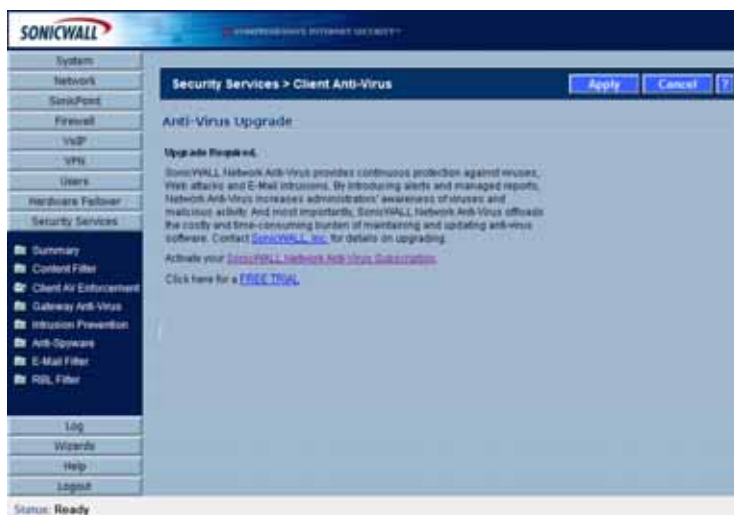 SONICWALL
COMPREHENSIVE INTERNET SECURITY™
System
Network
SonicPoint
Firewall
VoIP
VPN
Users
Hardware Failover
Security Services
Summary
Content Filter
Client AV Enforcement
Gateway Anti-Virus
Intrusion Prevention
Anti-Spyware
E-Mail Filter
RBL Filter
Log
Wizards
Help
Logout
Security Services > Client Anti-Virus
Apply
Cancel
?
Anti-Virus Upgrade
Upgrade Required.
SonicWALL Network Anti-Virus provides continuous protection against viruses,
Web attacks and E-Mail intrusions. By introducing alerts and managed reports,
Network Anti-Virus increases administrators' awareness of viruses and
malicious activity. And most importantly, SonicWALL Network Anti-Virus offloads
the costly and time-consuming burden of maintaining and updating anti-virus
software. Contact SonicWALL, Inc. for details on upgrading.
Activate your SonicWALL Network Anti-Virus Subscription.
Click here for a FREE TRIAL.
Status: Ready